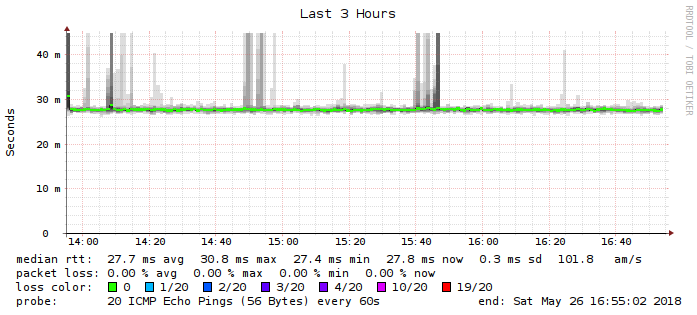 Last 3 Hours
RRDTOOL / TOBI OETIKER
Seconds
40 m
30 m
20 m
10 m
0
14:00 14:20 14:40 15:00 15:20 15:40 16:00 16:20 16:40
median rtt: 27.7 ms avg 30.8 ms max 27.4 ms min 27.8 ms now 0.3 ms sd 101.8 am/s
packet loss: 0.00 % avg 0.00 % max 0.00 % min 0.00 % now
loss color: 0 1/20 2/20 3/20 4/20 10/20 19/20
probe: 20 ICMP Echo Pings (56 Bytes) every 60s end: Sat May 26 16:55:02 2018